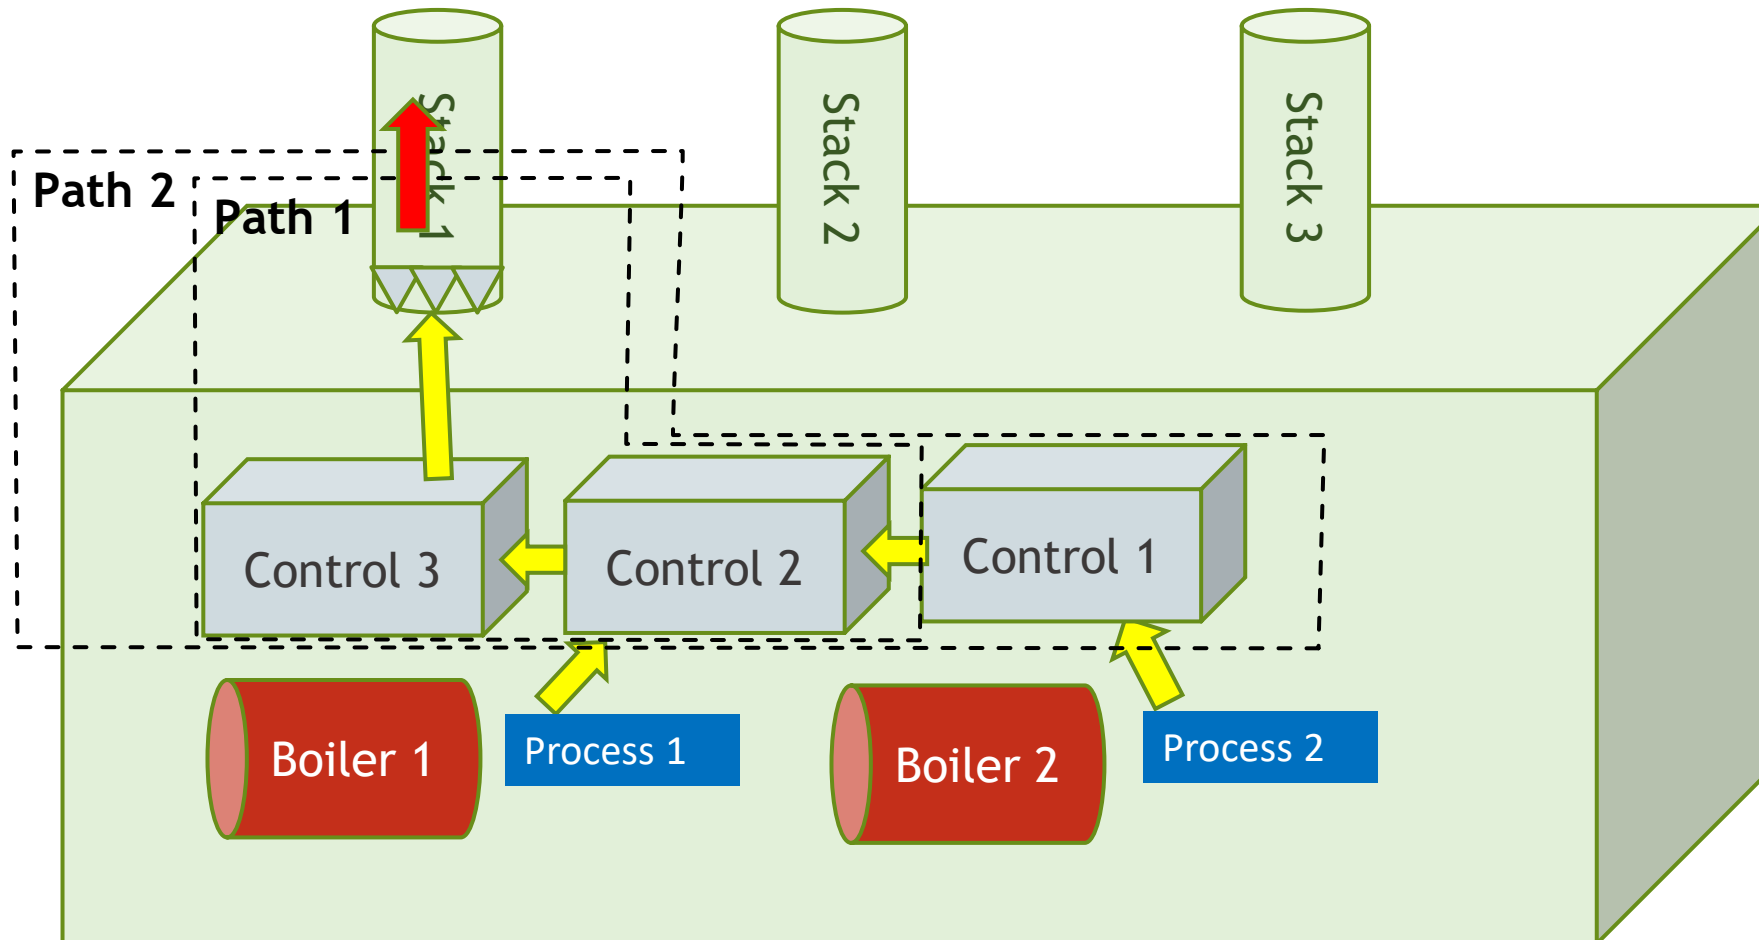 Stack 1
Stack 2
Stack 3
Path 2
Path 1
Control 3
Control 2
Control 1
Boiler 1
Process 1
Boiler 2
Process 2